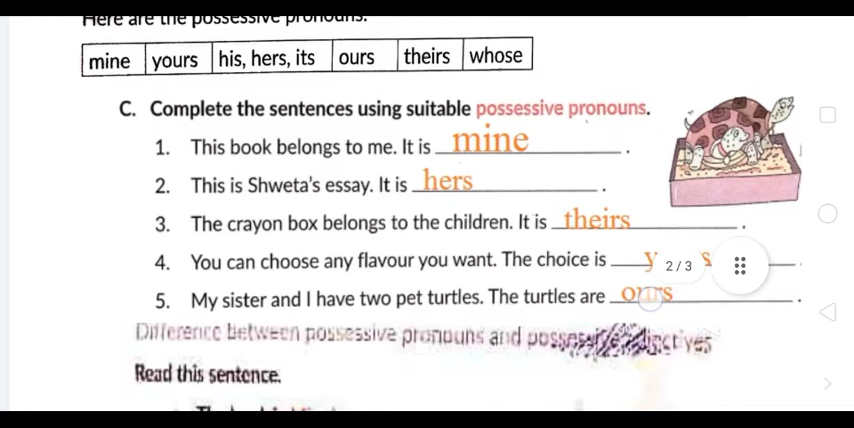 Here are the possessive pronouns.
mine yours his, hers, its ours theirs whose
C. Complete the sentences using suitable possessive pronouns.
1. This book belongs to me. It is mine.
2. This is Shweta's essay. It is hers.
3. The crayon box belongs to the children. It is theirs.
4. You can choose any flavour you want. The choice is
2/3
5. My sister and I have two pet turtles. The turtles are ours.
Difference between possessive pronouns and possessive adjectives
Read this sentence.